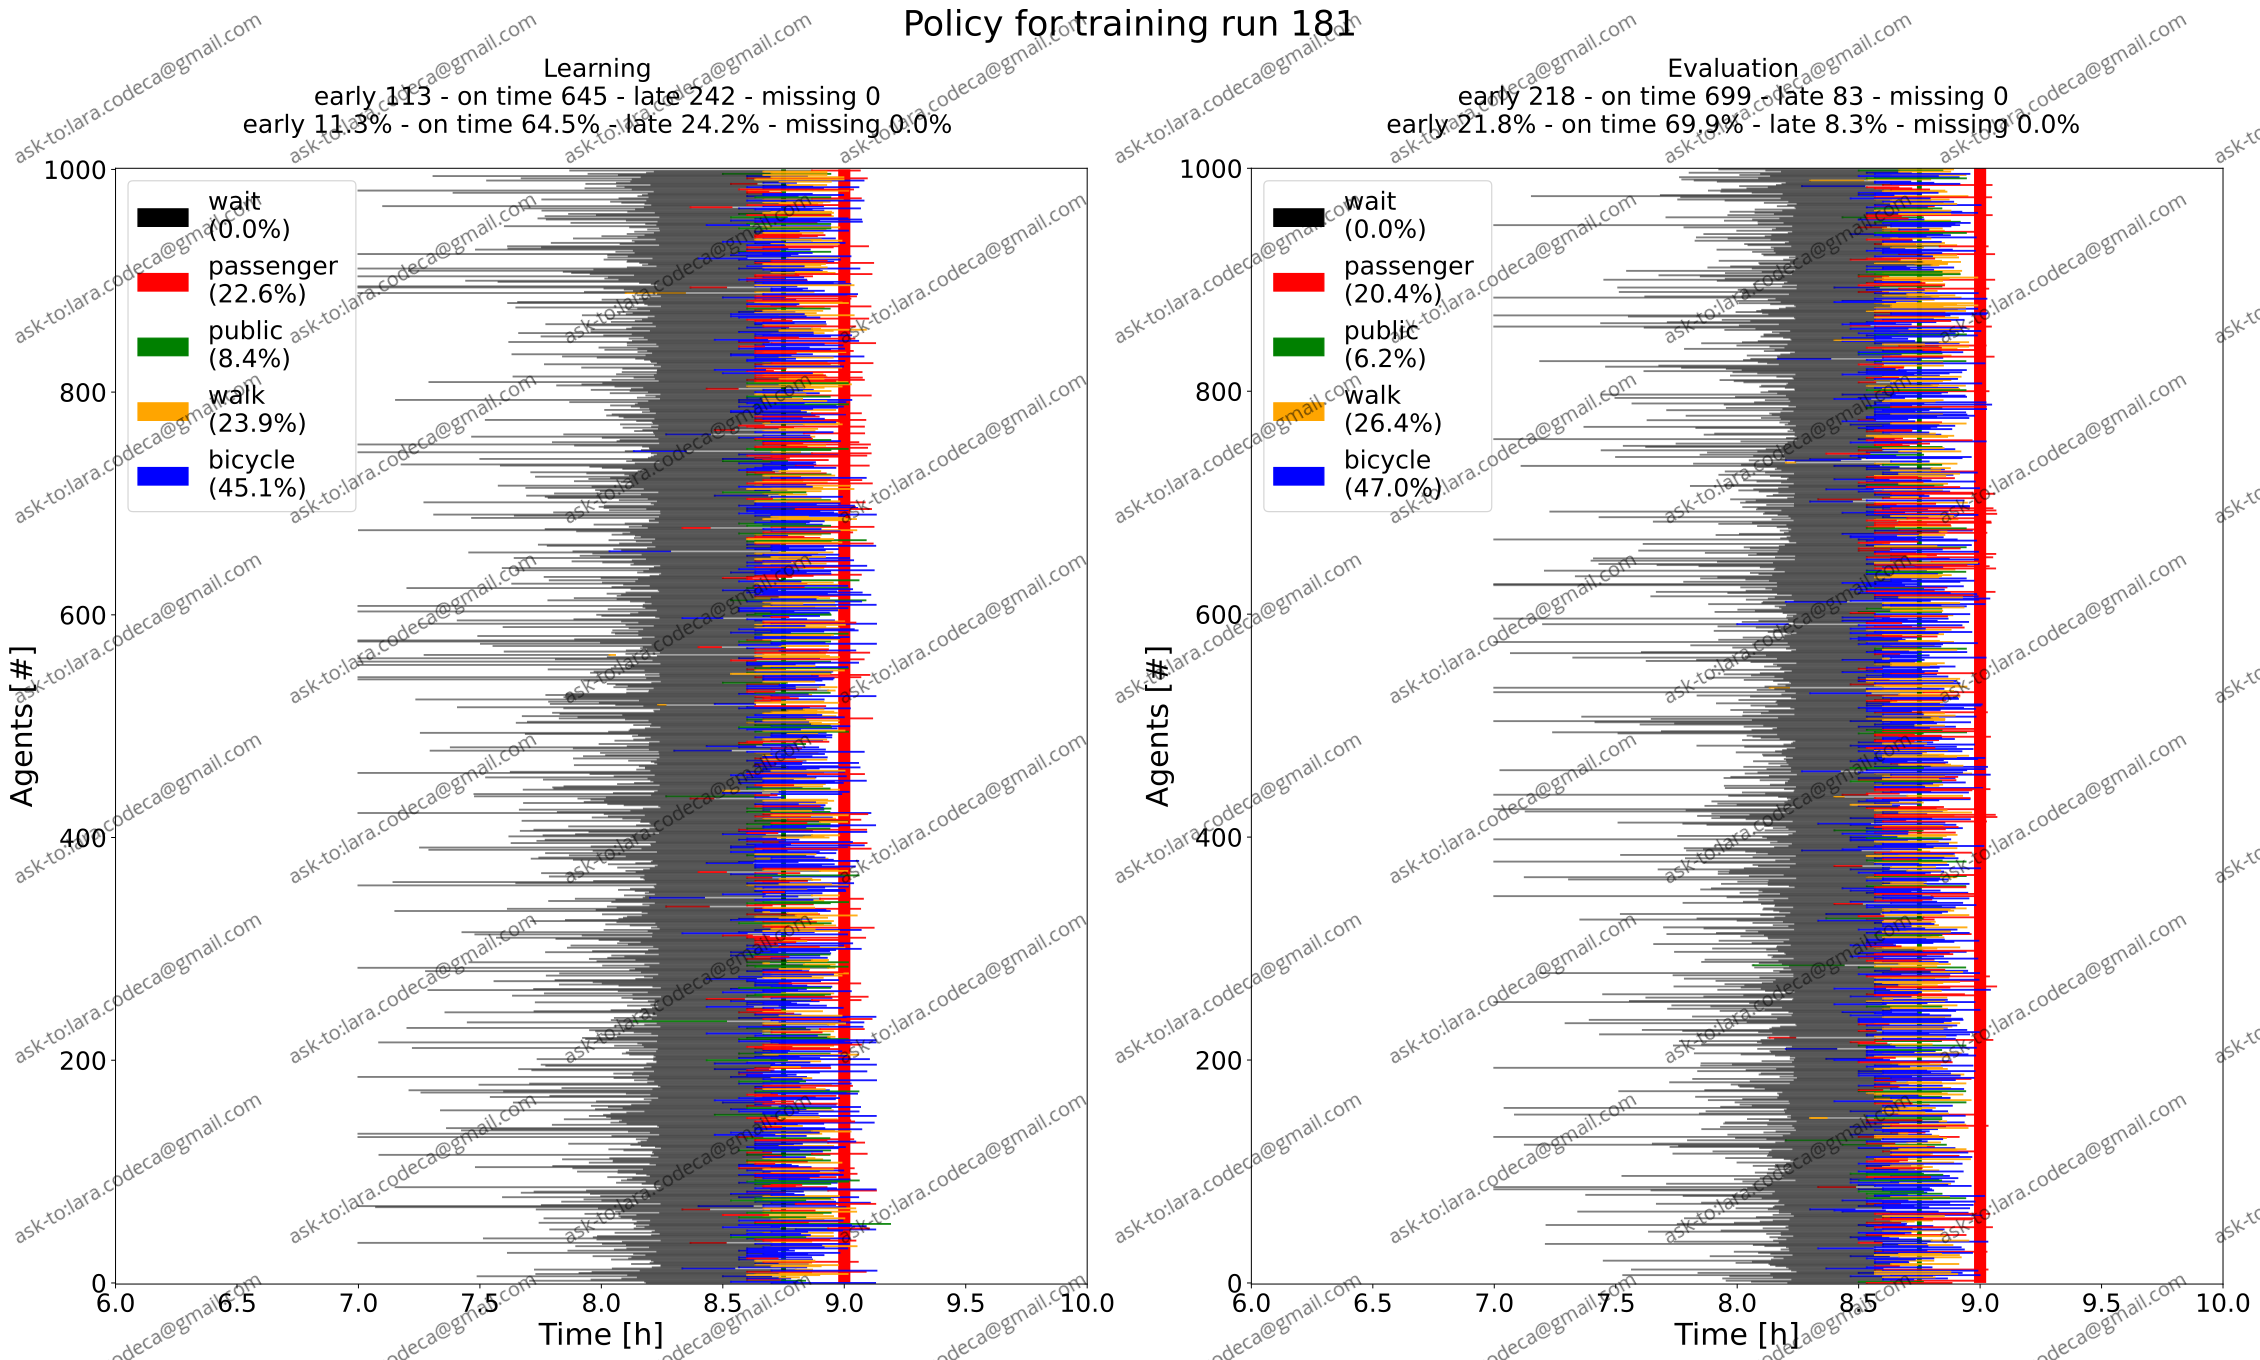 Policy for training run 181
Learning
early 113 - on time 645 - late 242 - missing 0
early 11.3% - on time 64.5% - late 24.2% - missing 0.0%
1000
800
600
400
200
0
Agents [#]
wait
(0.0%)
passenger
(22.6%)
public
(8.4%)
walk
(23.9%)
bicycle
(45.1%)
6.0 6.5 7.0 7.5 8.0 8.5 9.0 9.5 10.0
Time [h]
Evaluation
early 218 - on time 699 - late 83 - missing 0
early 21.8% - on time 69.9% - late 8.3% - missing 0.0%
1000
800
600
400
200
0
Agents [#]
wait
(0.0%)
passenger
(20.4%)
public
(6.2%)
walk
(26.4%)
bicycle
(47.0%)
6.0 6.5 7.0 7.5 8.0 8.5 9.0 9.5 10.0
Time [h]
ask-to:lara.codeca@gmail.com